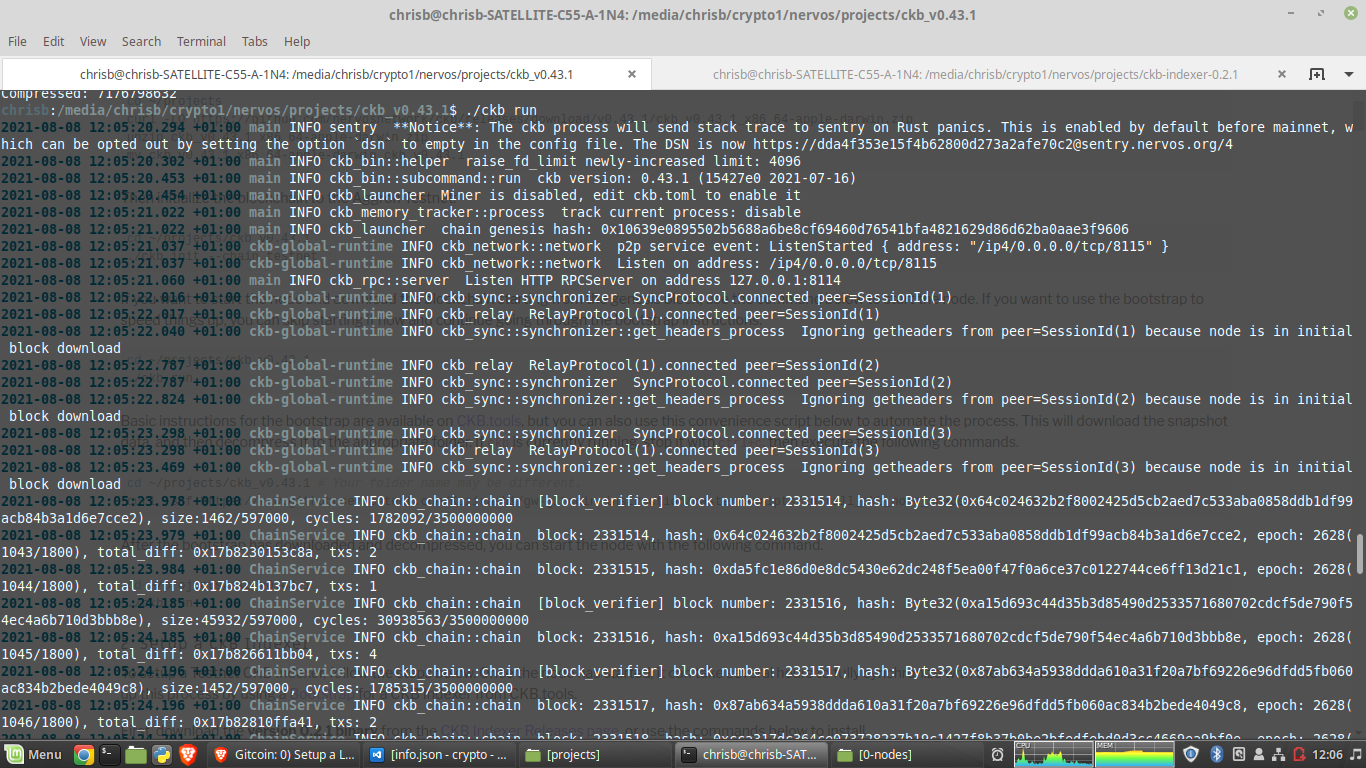 chrisb@chrisb-SATELLITE-C55-A-1N4: /media/chrisb/crypto1/nervos/projects/ckb_v0.43.1
File Edit View Search Terminal Tabs Help
chrisb@chrisb-SATELLITE-C55-A-1N4: /media/chrisb/crypto1/nervos/projects/ckb_v0.43.1 × chrisb@chrisb-SATELLITE-C55-A-1N4: /media/chrisb/crypto1/nervos/projects/ckb-indexer-0.2.1 ×
Compressed: 7176798632
chrisb:/media/chrisb/crypto1/nervos/projects/ckb_v0.43.1$ ./ckb run
2021-08-08 12:05:20.294 +01:00 main INFO sentry  **Notice**: The ckb process will send stack trace to sentry on Rust panics. This is enabled by default before mainnet, w
hich can be opted out by setting the option `dsn` to empty in the config file. The DSN is now https://dda4f353e15f4b62800d273a2afe70c2@sentry.nervos.org/4
2021-08-08 12:05:20.302 +01:00 main INFO ckb_bin::helper  raise_fd_limit newly-increased limit: 4096
2021-08-08 12:05:20.453 +01:00 main INFO ckb_bin::subcommand::run  ckb version: 0.43.1 (15427e0 2021-07-16)
2021-08-08 12:05:20.454 +01:00 main INFO ckb_launcher  Miner is disabled, edit ckb.toml to enable it
2021-08-08 12:05:21.022 +01:00 main INFO ckb_memory_tracker::process  track current process: disable
2021-08-08 12:05:21.022 +01:00 main INFO ckb_launcher  chain genesis hash: 0x10639e0895502b5688a6be8cf69460d76541bfa4821629d86d62ba0aae3f9606
2021-08-08 12:05:21.037 +01:00 ckb-global-runtime INFO ckb_network::network  p2p service event: ListenStarted { address: "/ip4/0.0.0.0/tcp/8115" }
2021-08-08 12:05:21.037 +01:00 ckb-global-runtime INFO ckb_network::network  Listen on address: /ip4/0.0.0.0/tcp/8115
2021-08-08 12:05:21.060 +01:00 main INFO ckb_rpc::server  Listen HTTP RPCServer on address 127.0.0.1:8114
2021-08-08 12:05:22.016 +01:00 ckb-global-runtime INFO ckb_sync::synchronizer  SyncProtocol.connected peer=SessionId(1)
2021-08-08 12:05:22.017 +01:00 ckb-global-runtime INFO ckb_relay  RelayProtocol(1).connected peer=SessionId(1)
2021-08-08 12:05:22.040 +01:00 ckb-global-runtime INFO ckb_sync::synchronizer::get_headers_process  Ignoring getheaders from peer=SessionId(1) because node is in initial
 block download
2021-08-08 12:05:22.787 +01:00 ckb-global-runtime INFO ckb_relay  RelayProtocol(1).connected peer=SessionId(2)
2021-08-08 12:05:22.787 +01:00 ckb-global-runtime INFO ckb_sync::synchronizer  SyncProtocol.connected peer=SessionId(2)
2021-08-08 12:05:22.824 +01:00 ckb-global-runtime INFO ckb_sync::synchronizer::get_headers_process  Ignoring getheaders from peer=SessionId(2) because node is in initial
 block download
2021-08-08 12:05:23.298 +01:00 ckb-global-runtime INFO ckb_sync::synchronizer  SyncProtocol.connected peer=SessionId(3)
2021-08-08 12:05:23.298 +01:00 ckb-global-runtime INFO ckb_relay  RelayProtocol(1).connected peer=SessionId(3)
2021-08-08 12:05:23.469 +01:00 ckb-global-runtime INFO ckb_sync::synchronizer::get_headers_process  Ignoring getheaders from peer=SessionId(3) because node is in initial
 block download
2021-08-08 12:05:23.978 +01:00 ChainService INFO ckb_chain::chain  [block_verifier] block number: 2331514, hash: Byte32(0x64c024632b2f8002425d5cb2aed7c533aba0858ddb1df99
acb84b3a1d6e7cce2), size:1462/597000, cycles: 1782092/3500000000
2021-08-08 12:05:23.979 +01:00 ChainService INFO ckb_chain::chain  block: 2331514, hash: 0x64c024632b2f8002425d5cb2aed7c533aba0858ddb1df99acb84b3a1d6e7cce2, epoch: 2628(
1043/1800), total_diff: 0x17b8230153c8a, txs: 2
2021-08-08 12:05:23.984 +01:00 ChainService INFO ckb_chain::chain  block: 2331515, hash: 0xda5fc1e86d0e8dc5430e62dc248f5ea00f47f0a6ce37c0122744ce6ff13d21c1, epoch: 2628(
1044/1800), total_diff: 0x17b824b137bc7, txs: 1
2021-08-08 12:05:24.185 +01:00 ChainService INFO ckb_chain::chain  [block_verifier] block number: 2331516, hash: Byte32(0xa15d693c44d35b3d85490d2533571680702cdcf5de790f5
4ec4a6b710d3bbb8e), size:45932/597000, cycles: 30938563/3500000000
2021-08-08 12:05:24.185 +01:00 ChainService INFO ckb_chain::chain  block: 2331516, hash: 0xa15d693c44d35b3d85490d2533571680702cdcf5de790f54ec4a6b710d3bbb8e, epoch: 2628(
1045/1800), total_diff: 0x17b826611bb04, txs: 4
2021-08-08 12:05:24.196 +01:00 ChainService INFO ckb_chain::chain  [block_verifier] block number: 2331517, hash: Byte32(0x87ab634a5938ddda610a31f20a7bf69226e96dfdd5fb060
ac834b2bede4049c8), size:1452/597000, cycles: 1785315/3500000000
2021-08-08 12:05:24.196 +01:00 ChainService INFO ckb_chain::chain  block: 2331517, hash: 0x87ab634a5938ddda610a31f20a7bf69226e96dfdd5fb060ac834b2bede4049c8, epoch: 2628(
1046/1800), total_diff: 0x17b82810ffa41, txs: 2
Menu Gitcoin: 0) Setup a L... [info.json - crypto - ... [projects] chrisb@chrisb-SAT... [0-nodes] CPU MEM 12:06